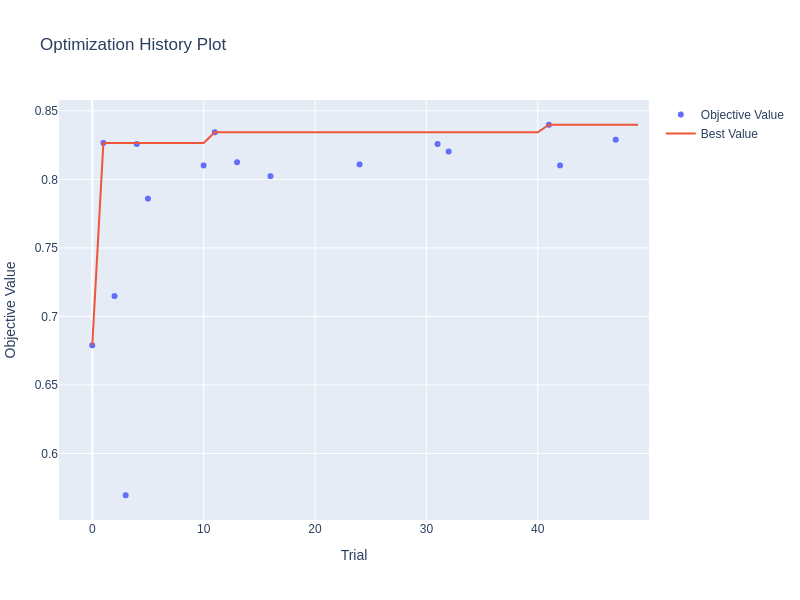 Optimization History Plot
Objective Value
Best Value
0.85
0.8
0.75
0.7
0.65
0.6
Objective Value
0
10
20
30
40
Trial